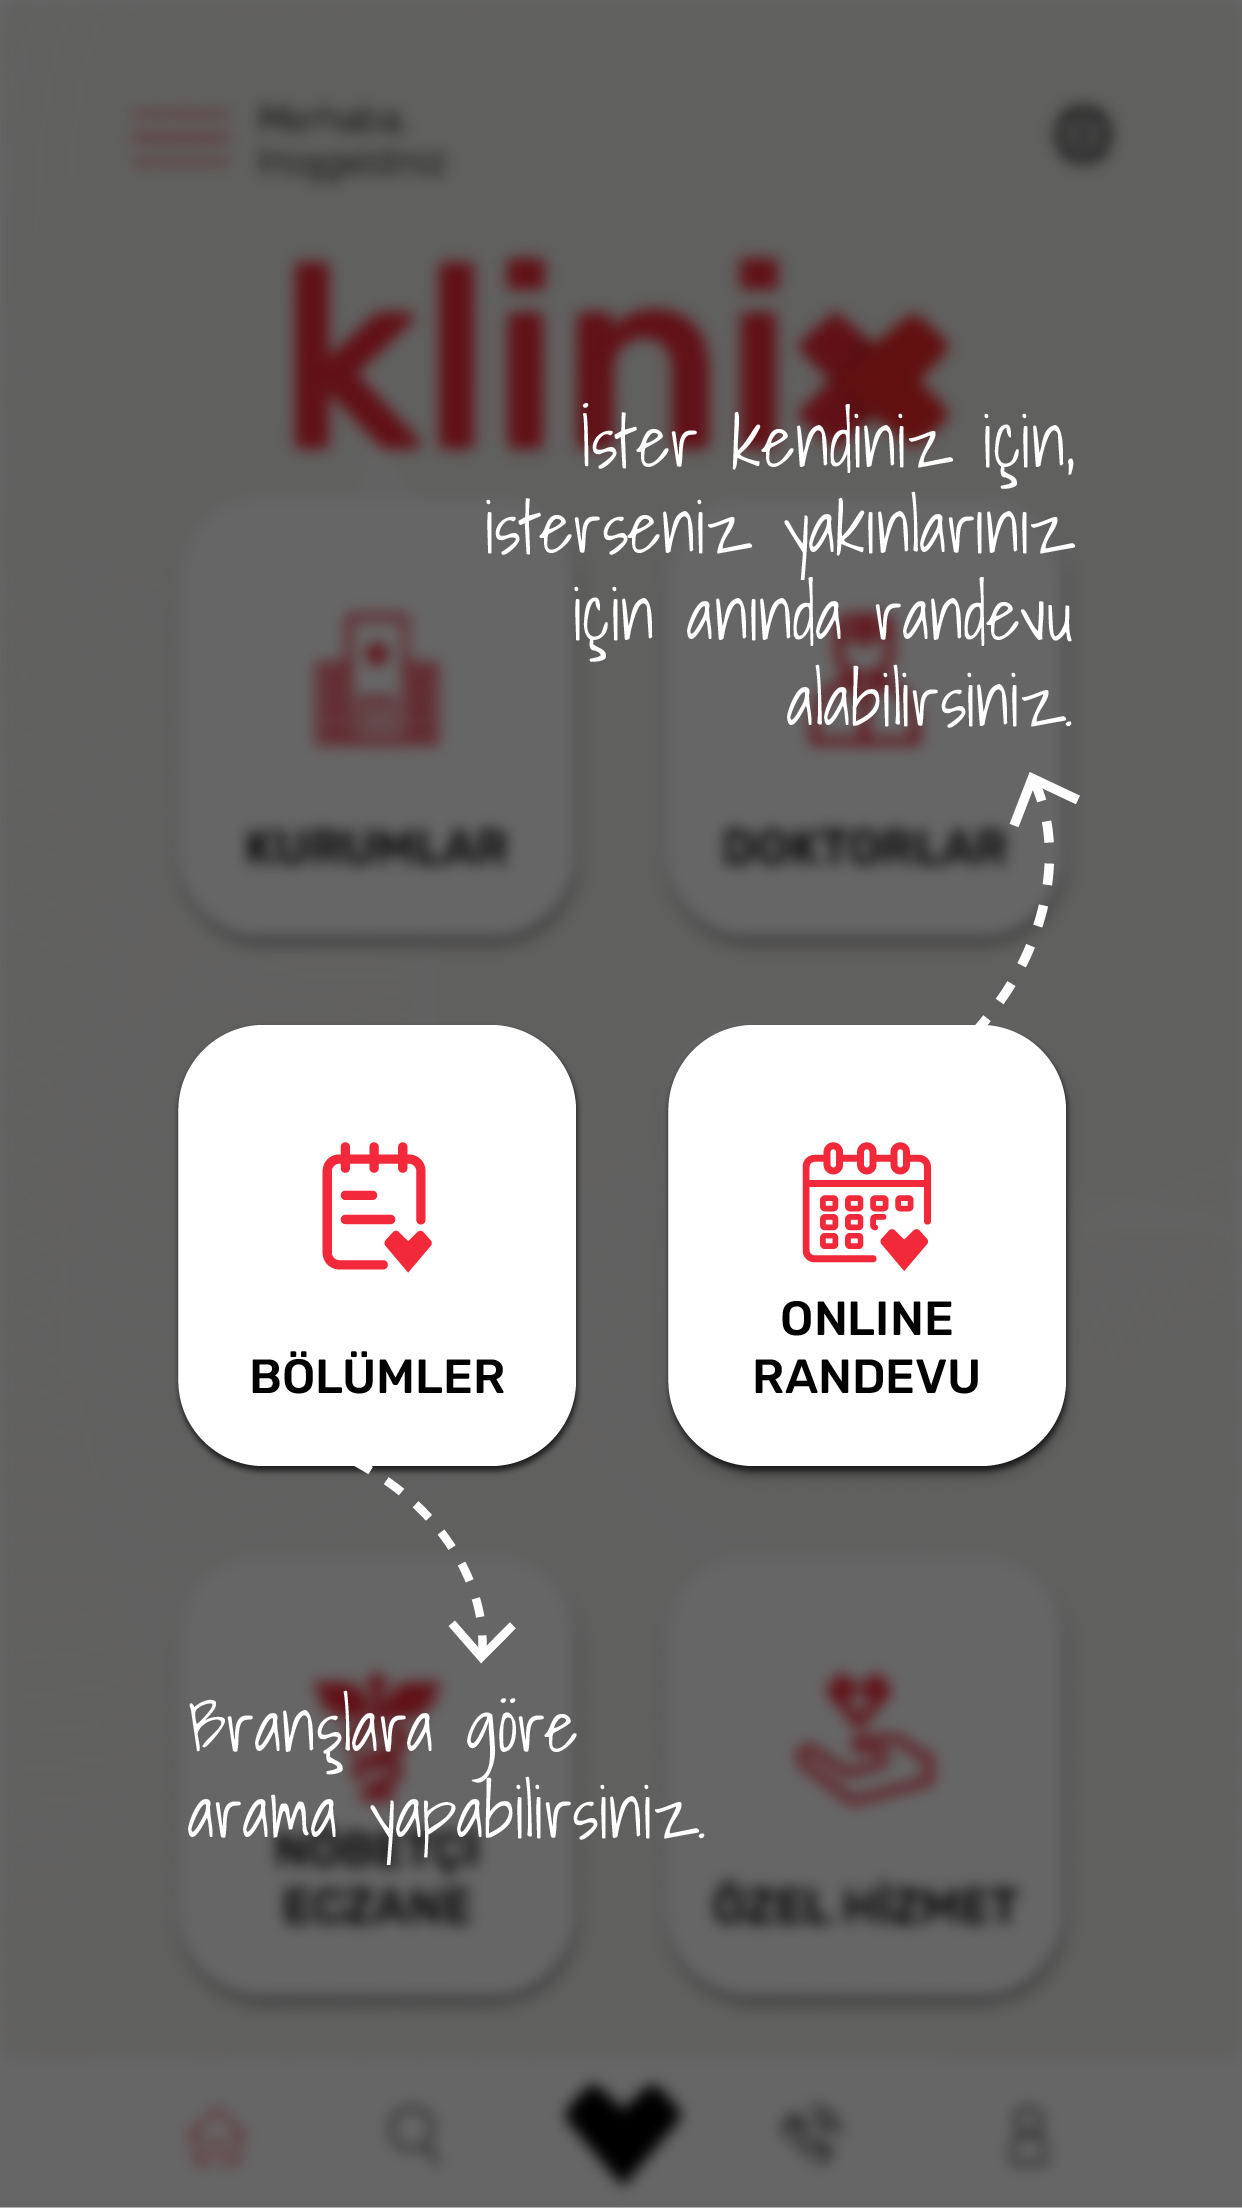 Merhaba,
Hoşgeldiniz
klinix
İster kendiniz için,
isterseniz yakınlarınız
için anında randevu
alabilirsiniz.
KURUMLAR
DOKTORLAR
BÖLÜMLER
ONLINE
RANDEVU
Branşlara göre
arama yapabilirsiniz.
NÖBETÇİ
ECZANE
ÖZEL HİZMET